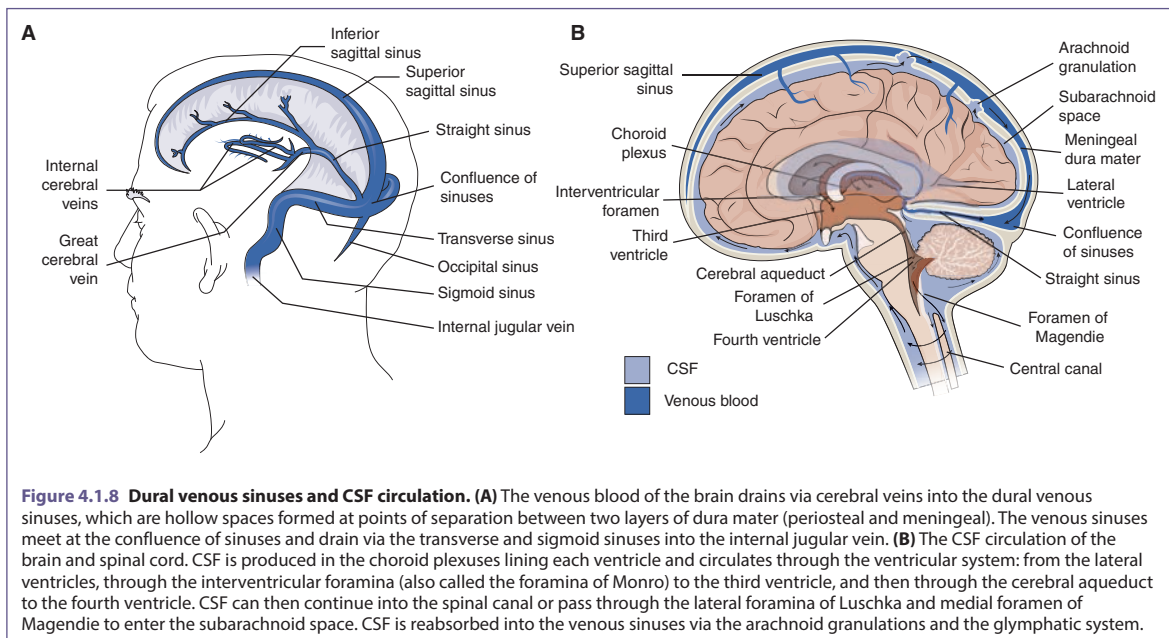 A
Inferior
sagittal sinus
Superior
sagittal sinus
Straight sinus
Internal
cerebral
veins
Confluence of
sinuses
Great
cerebral
vein
Transverse sinus
Occipital sinus
Sigmoid sinus
Internal jugular vein
B
Superior sagittal
sinus
Arachnoid
granulation
Subarachnoid
space
Choroid
plexus
Meningeal
dura mater
Interventricular
foramen
Lateral
ventricle
Third
ventricle
Confluence
of sinuses
Cerebral aqueduct
Straight sinus
Foramen of
Luschka
Foramen of
Magendie
Fourth ventricle
Central canal
CSF
Venous blood
Figure 4.1.8 Dural venous sinuses and CSF circulation. (A) The venous blood of the brain drains via cerebral veins into the dural venous
sinuses, which are hollow spaces formed at points of separation between two layers of dura mater (periosteal and meningeal). The venous sinuses
meet at the confluence of sinuses and drain via the transverse and sigmoid sinuses into the internal jugular vein. (B) The CSF circulation of the
brain and spinal cord. CSF is produced in the choroid plexuses lining each ventricle and circulates through the ventricular system: from the lateral
ventricles, through the interventricular foramina (also called the foramina of Monro) to the third ventricle, and then through the cerebral aqueduct
to the fourth ventricle. CSF can then continue into the spinal canal or pass through the lateral foramina of Luschka and medial foramen of
Magendie to enter the subarachnoid space. CSF is reabsorbed into the venous sinuses via the arachnoid granulations and the glymphatic system.